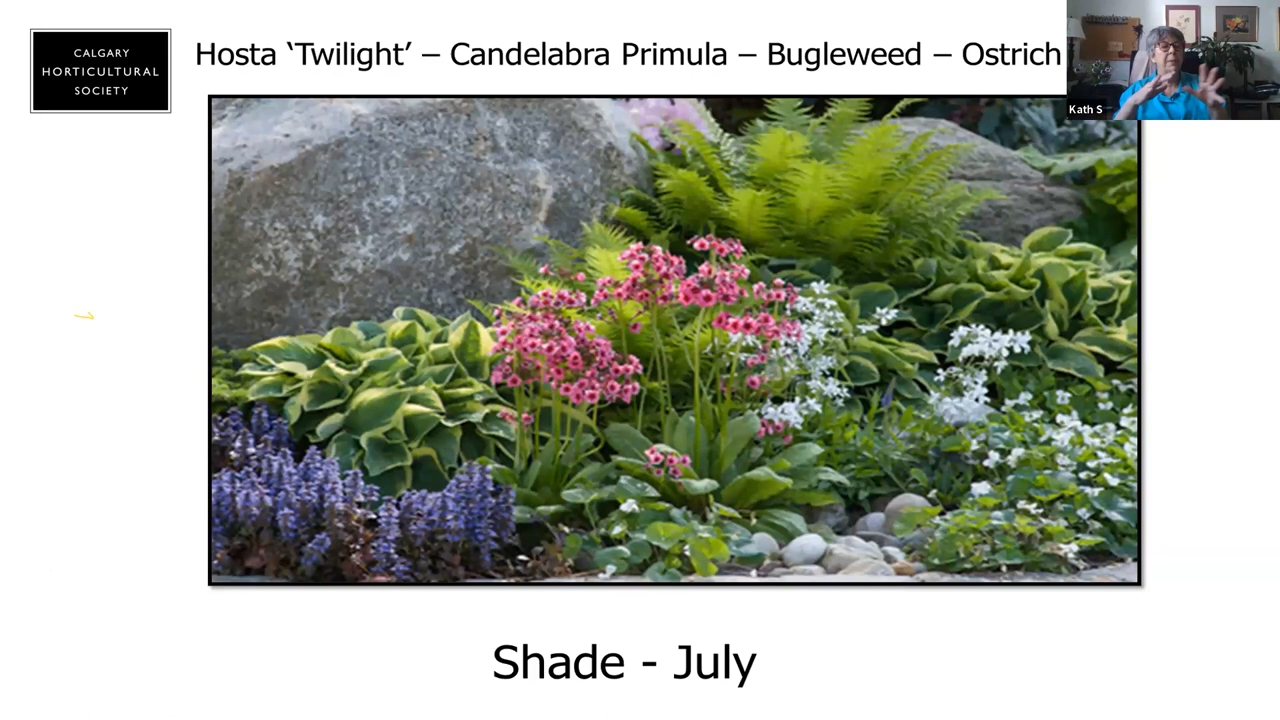 CALGARY
HORTICULTURAL
SOCIETY
Hosta ‘Twilight’ – Candelabra Primula – Bugleweed – Ostrich
Kath S
Shade - July